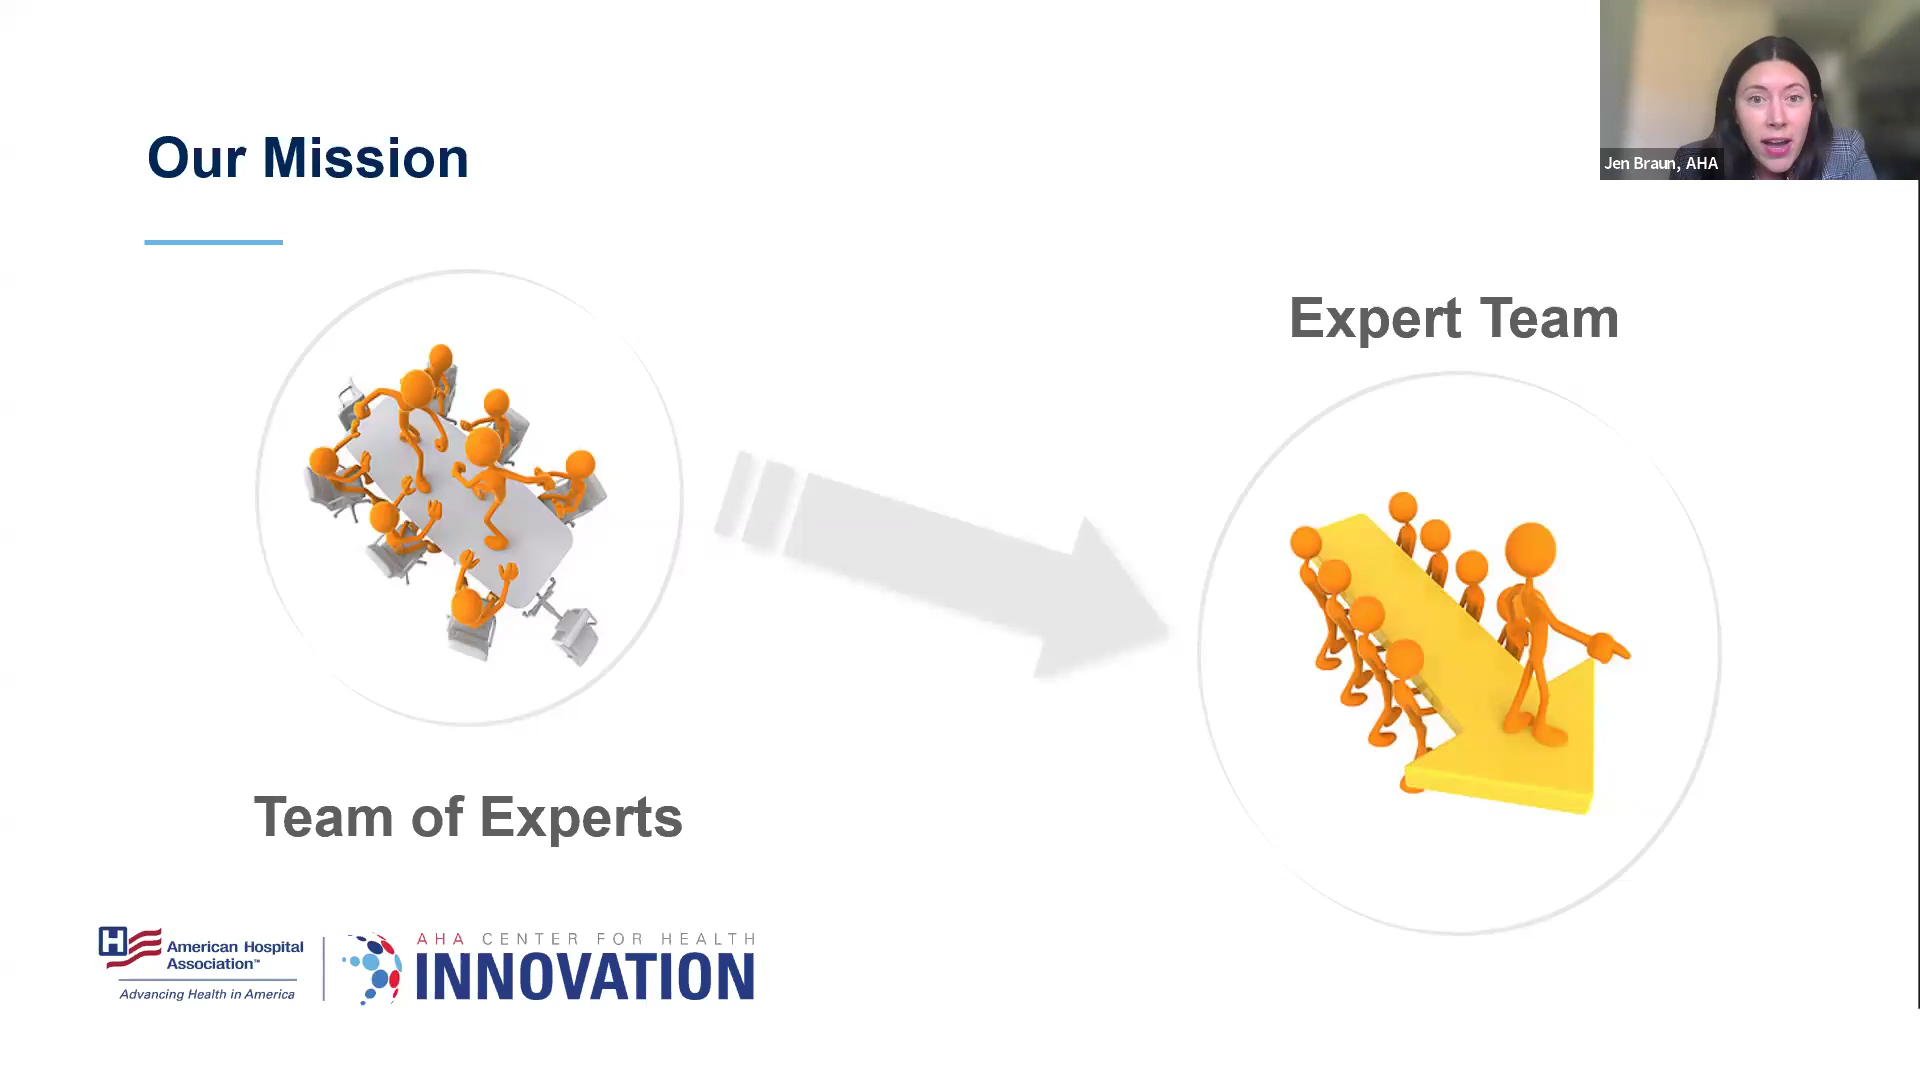 Our Mission
Jen Braun, AHA
Expert Team
Team of Experts
H
American Hospital
Association™
Advancing Health in America
AHA CENTER FOR HEALTH
INNOVATION